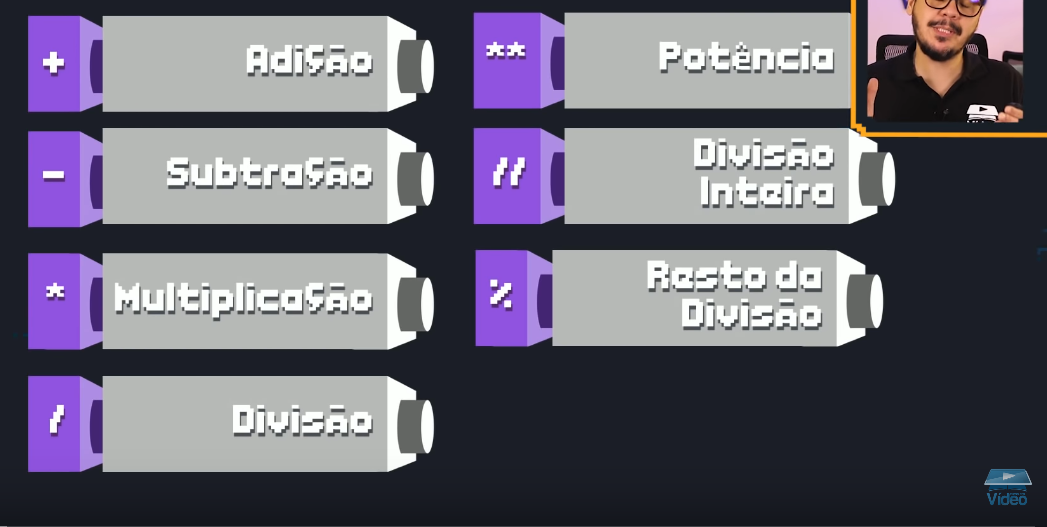 + Adição
- Subtração
* Multiplicação
/ Divisão
** Potência
// Divisão
Inteira
% Resto da
Divisão
Vídeo